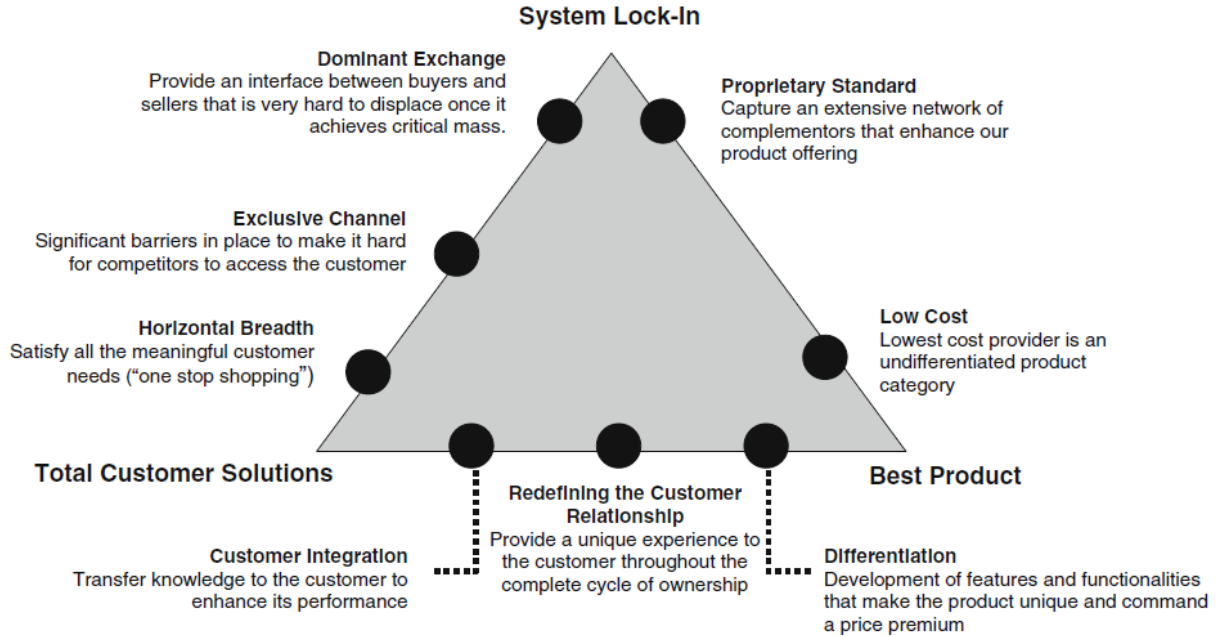 System Lock-In
Dominant Exchange
Provide an interface between buyers and
sellers that is very hard to displace once it
achieves critical mass.
Proprietary Standard
Capture an extensive network of
complementors that enhance our
product offering
Exclusive Channel
Significant barriers in place to make it hard
for competitors to access the customer
Horizontal Breadth
Satisfy all the meaningful customer
needs (“one stop shopping”)
Low Cost
Lowest cost provider is an
undifferentiated product
category
Total Customer Solutions
Best Product
Redefining the Customer
Relationship
Provide a unique experience to
the customer throughout the
complete cycle of ownership
Customer Integration
Transfer knowledge to the customer to
enhance its performance
Differentiation
Development of features and functionalities
that make the product unique and command
a price premium